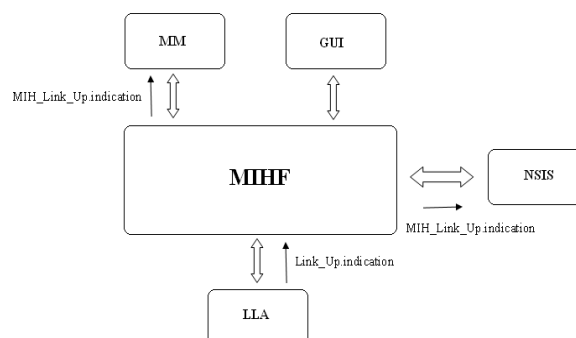 MM
GUI
MIH_Link_Up.indication
MIHF
NSIS
MIH_Link_Up.indication
Link_Up.indication
LLA